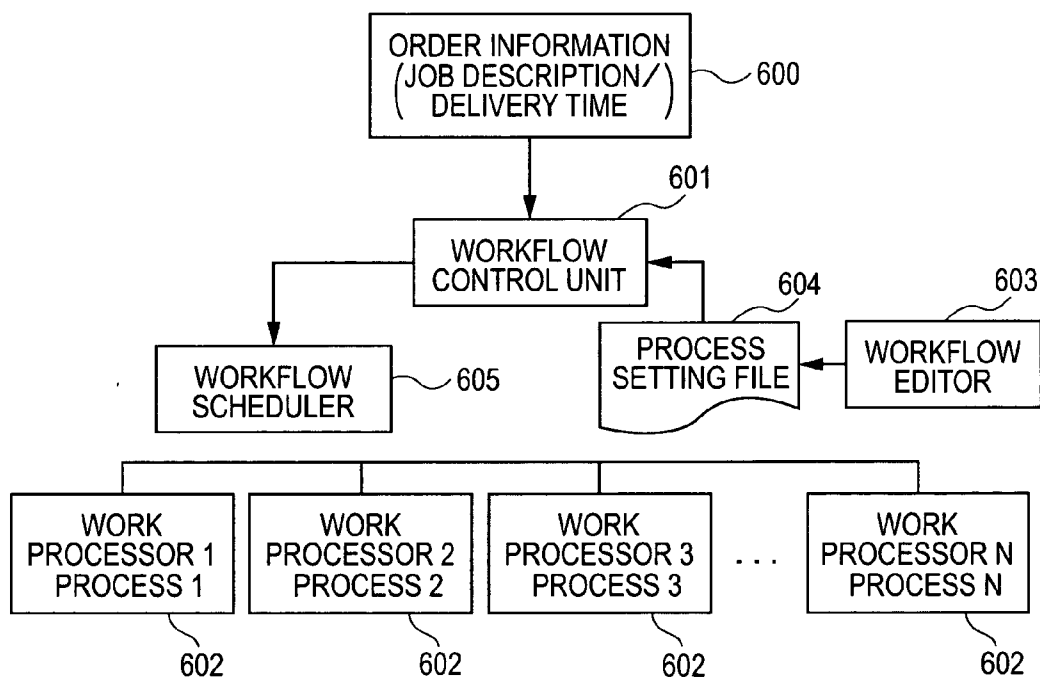 ORDER INFORMATION
(JOB DESCRIPTION/
DELIVERY TIME)
600
601
WORKFLOW
CONTROL UNIT
604
603
PROCESS
SETTING FILE
WORKFLOW
EDITOR
WORKFLOW
SCHEDULER
605
WORK
PROCESSOR 1
PROCESS 1
WORK
PROCESSOR 2
PROCESS 2
WORK
PROCESSOR 3
PROCESS 3
. . .
WORK
PROCESSOR N
PROCESS N
602
602
602
602